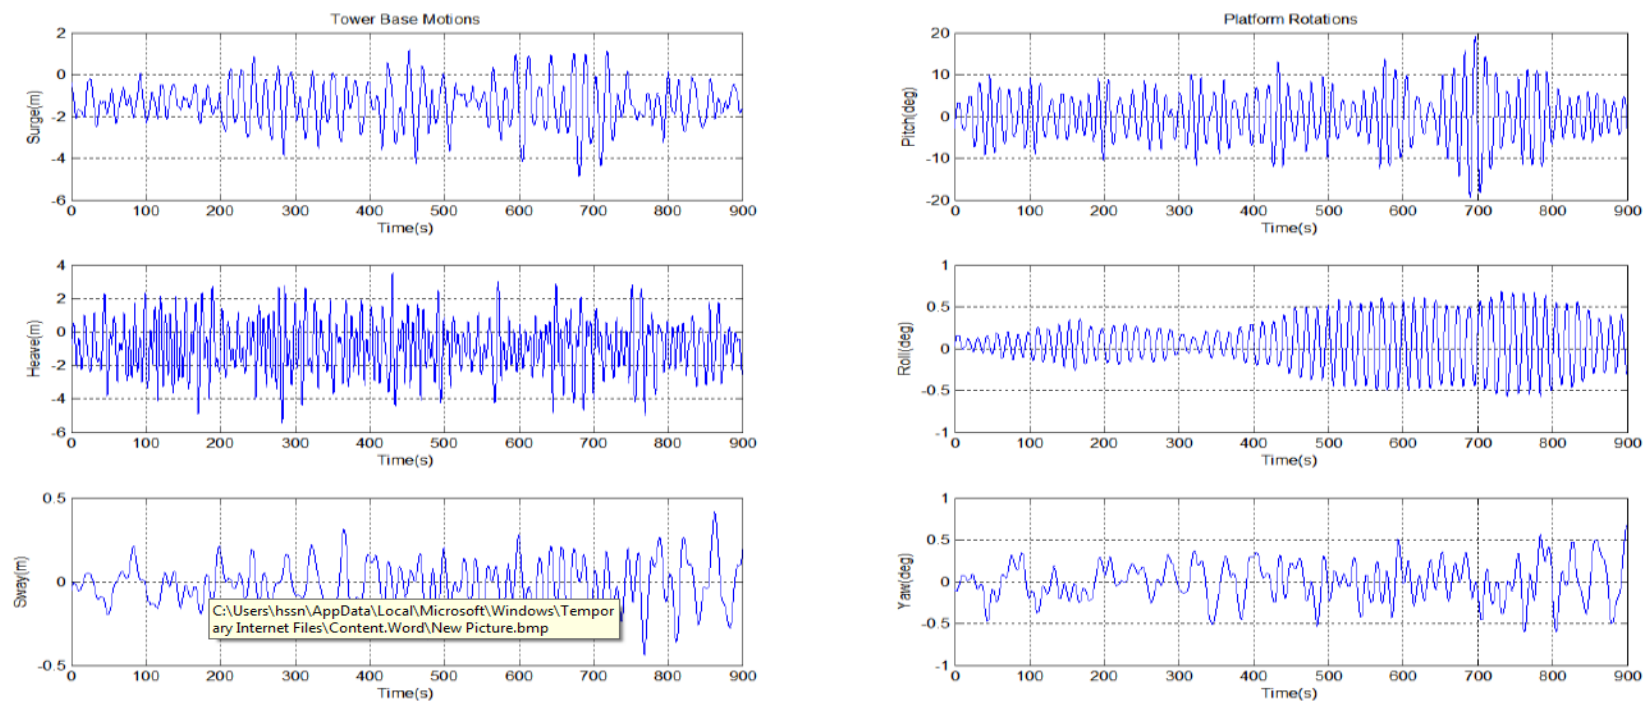 Tower Base Motions
2
0
-2
-4
-6
Surge(m)
0 100 200 300 400 500 600 700 800 900
Time(s)
4
2
0
-2
-4
-6
Heave(m)
0 100 200 300 400 500 600 700 800 900
Time(s)
0.5
0
-0.5
Sway(m)
C:\Users\hssn\AppData\Local\Microsoft\Windows\Tempor
ary Internet Files\Content.Word\New Picture.bmp
0 100 200 300 400 500 600 700 800 900
Time(s)
Platform Rotations
20
10
0
-10
-20
Pitch(deg)
0 100 200 300 400 500 600 700 800 900
Time(s)
1
0.5
0
-0.5
-1
Roll(deg)
0 100 200 300 400 500 600 700 800 900
Time(s)
1
0.5
0
-0.5
-1
Yaw(deg)
0 100 200 300 400 500 600 700 800 900
Time(s)